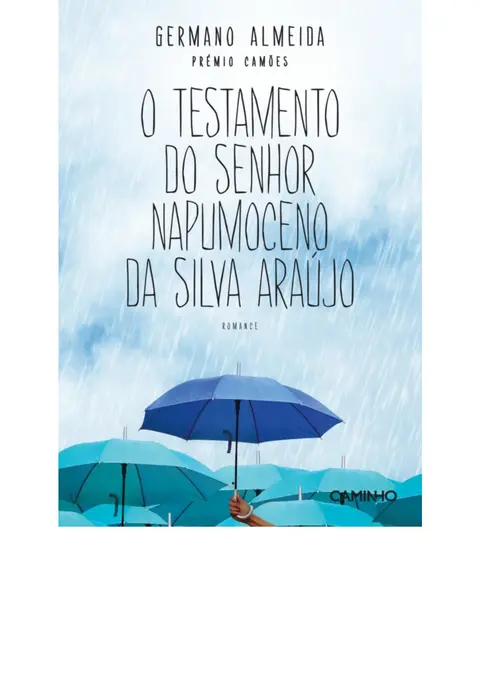 GERMANO ALMEIDA
PRÉMIO CAMÕES
O TESTAMENTO
DO SENHOR
NAPUMOCENO
DA SILVA ARAÚJO
ROMANCE
CAMINHO